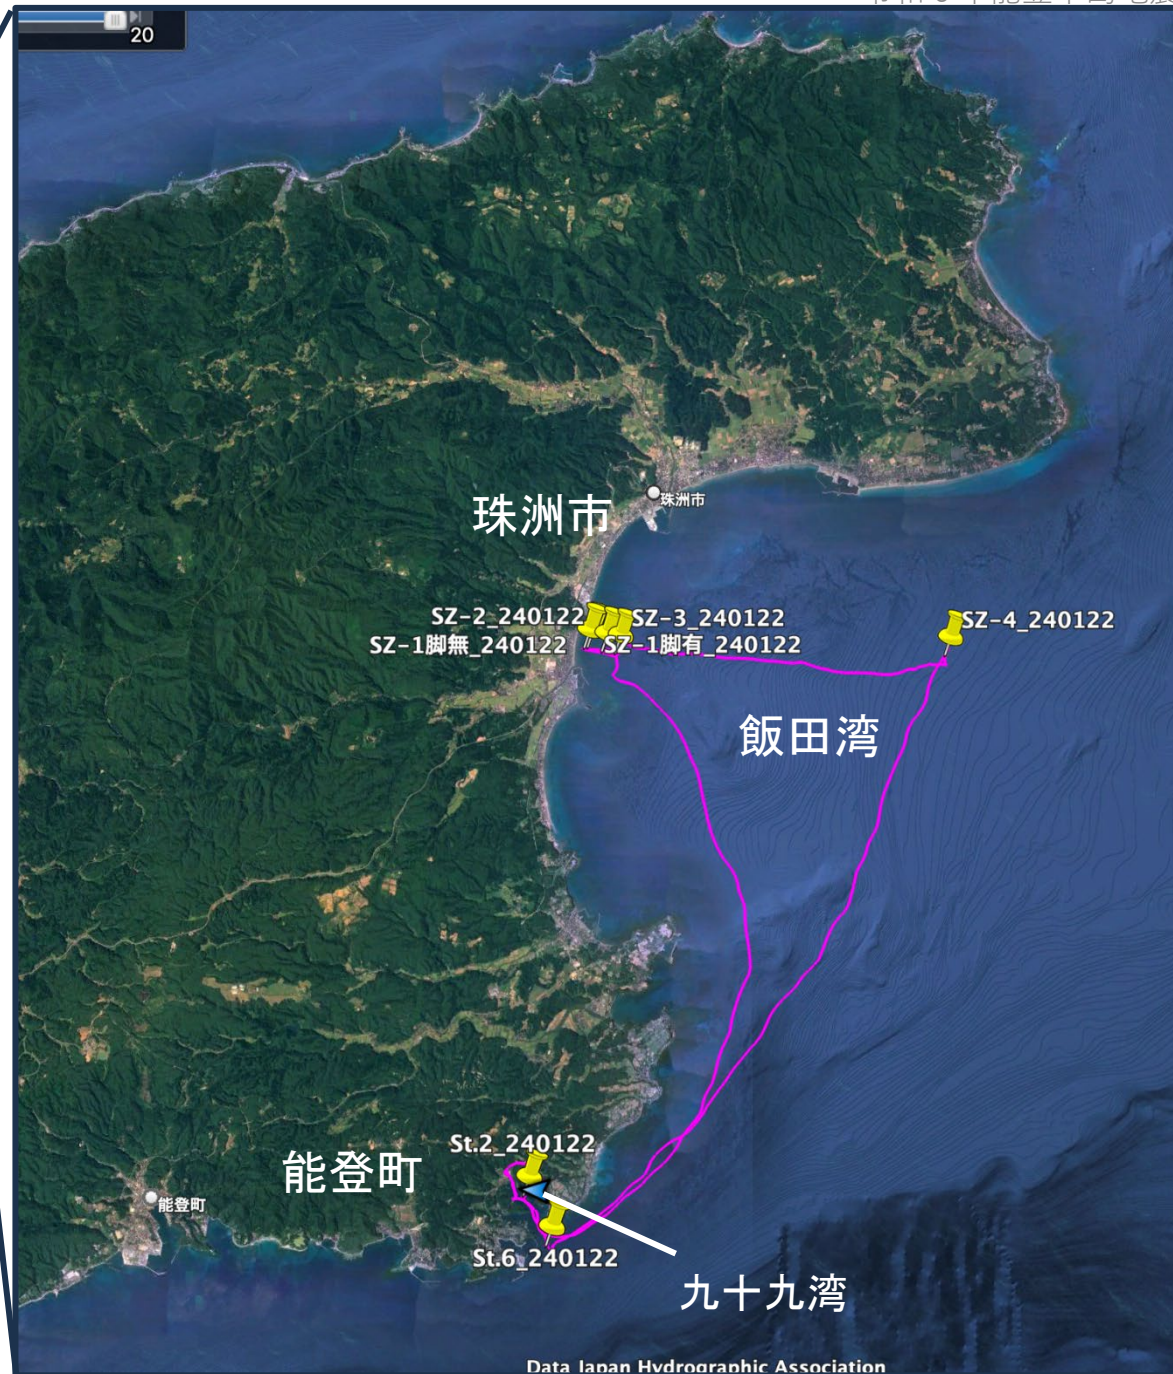 20
珠洲市
珠洲市
SZ-2_240122
SZ-3_240122
SZ-1脚無_240122
SZ-1脚有_240122
SZ-4_240122
飯田湾
St.2_240122
能登町
能登町
St.6_240122
九十九湾
Data Japan Hydrographic Association